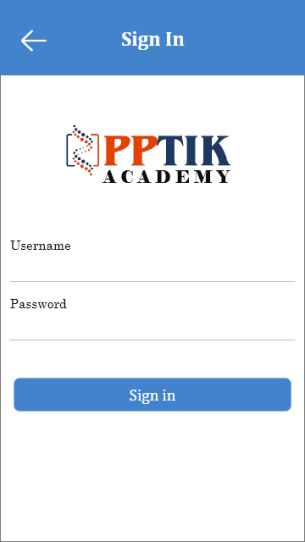 Sign In
PPTIK
ACADEMY
Username
Password
Sign in